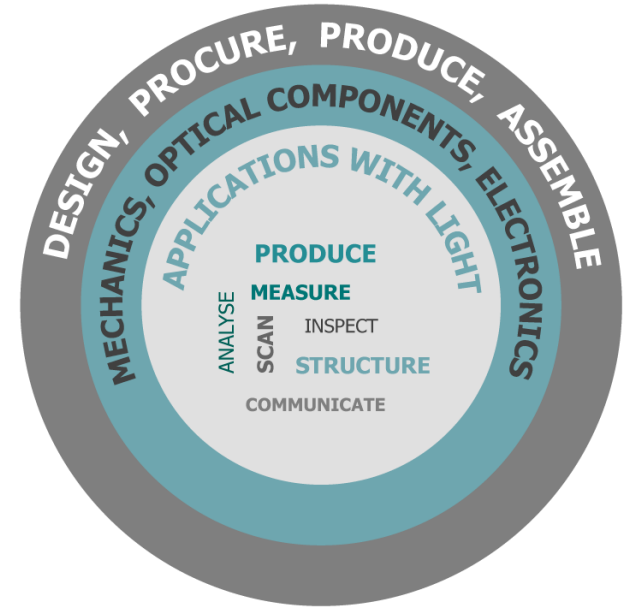 DESIGN, PROCURE, PRODUCE, ASSEMBLE
MECHANICS, OPTICAL COMPONENTS, ELECTRONICS
APPLICATIONS WITH LIGHT
PRODUCE
MEASURE
ANALYSE
SCAN
INSPECT
STRUCTURE
COMMUNICATE